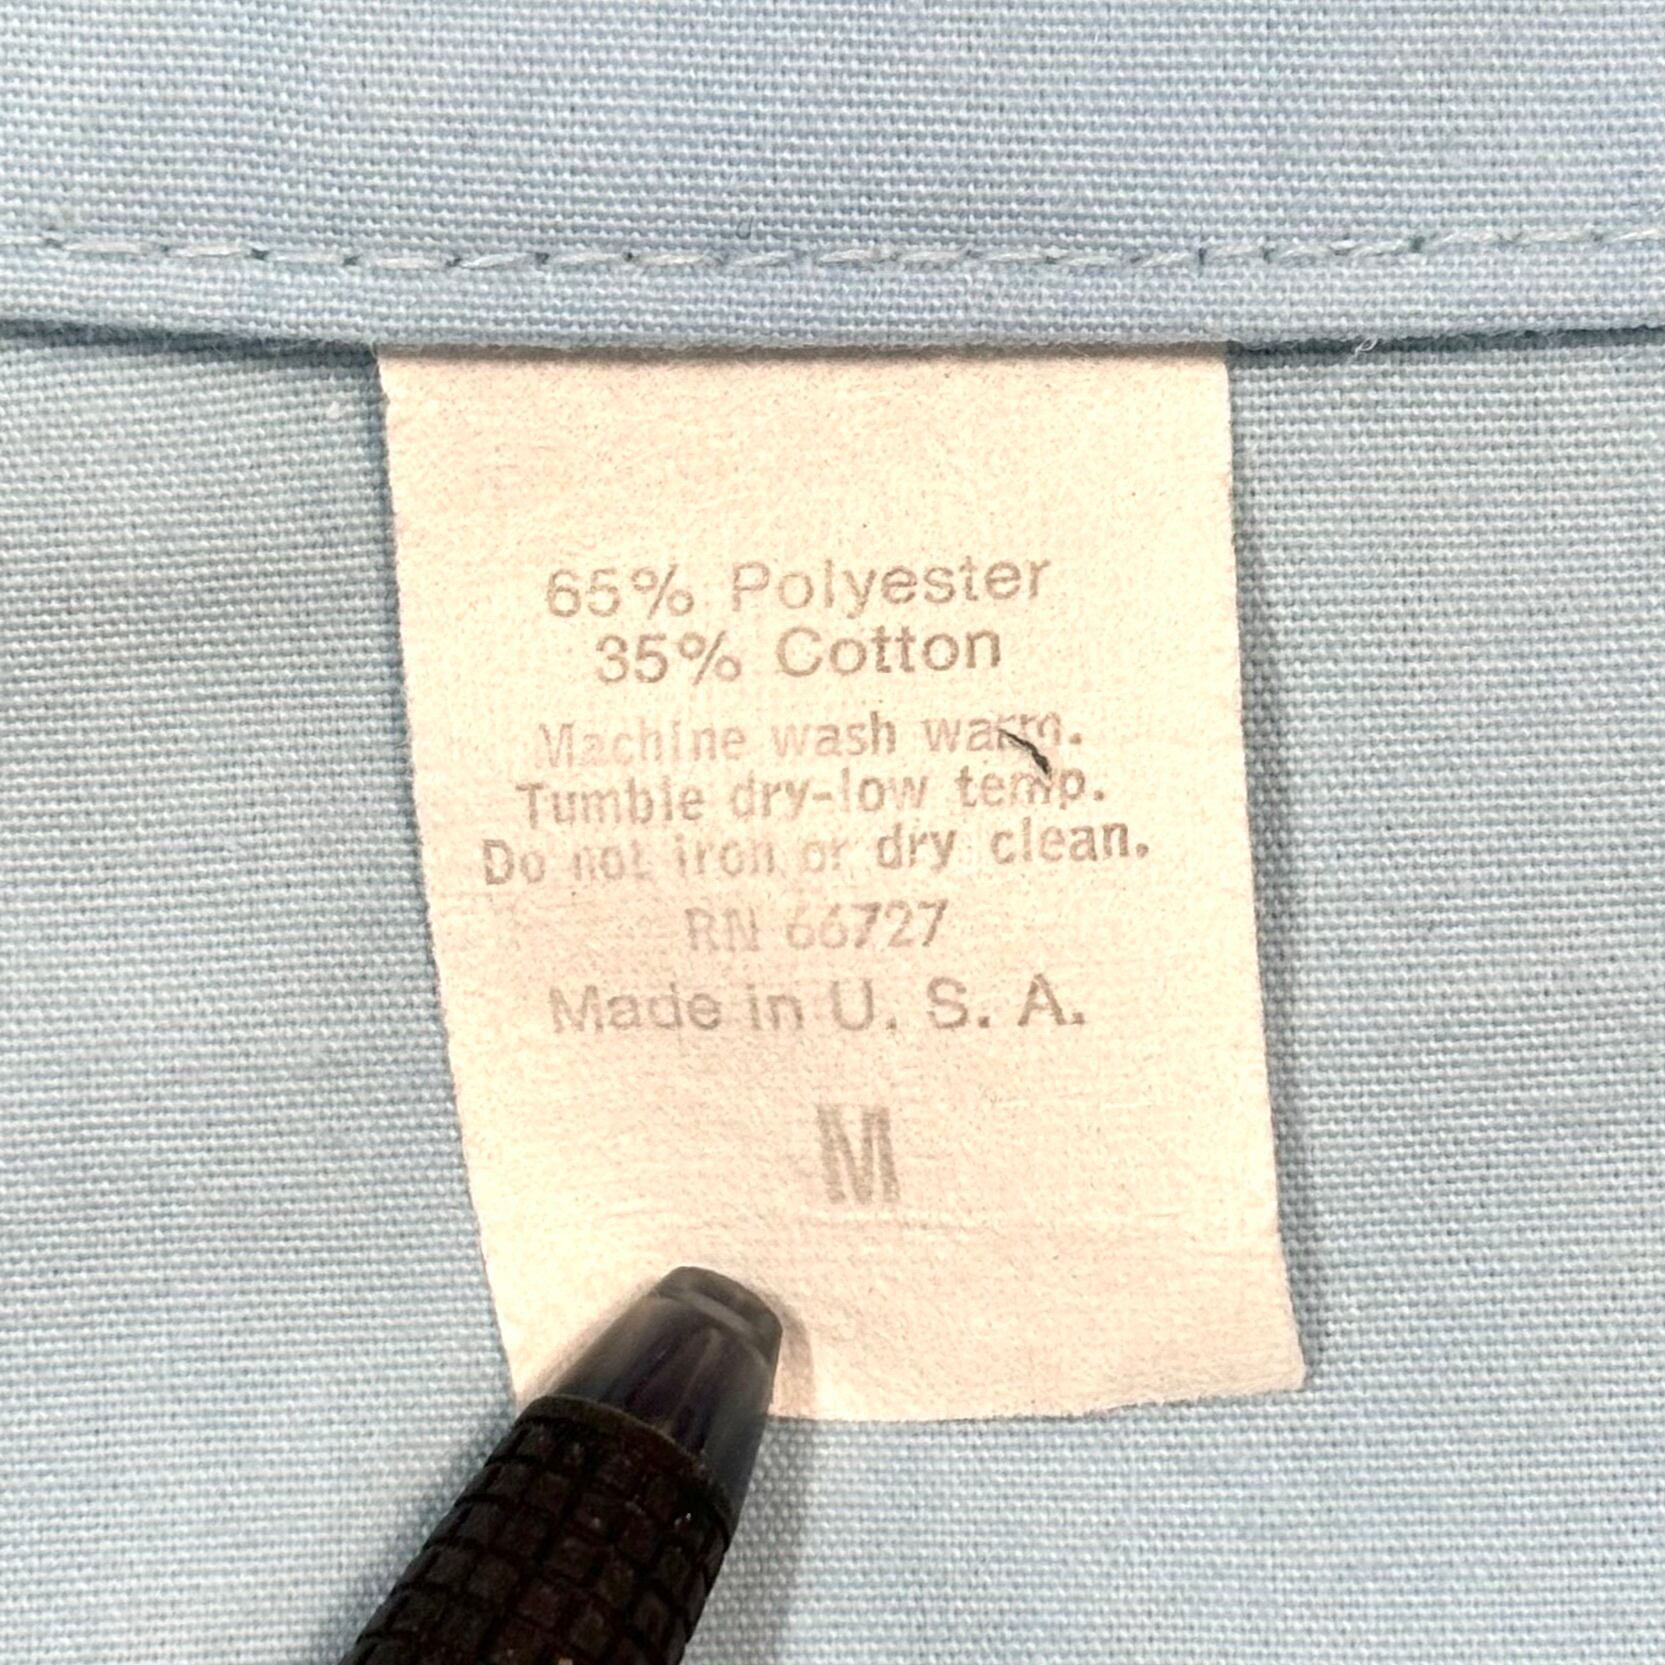 65% Polyester
35% Cotton
Machine wash warm.
Tumble dry-low temp.
Do not iron or dry clean.
RN 66727
Made in U. S. A.
M